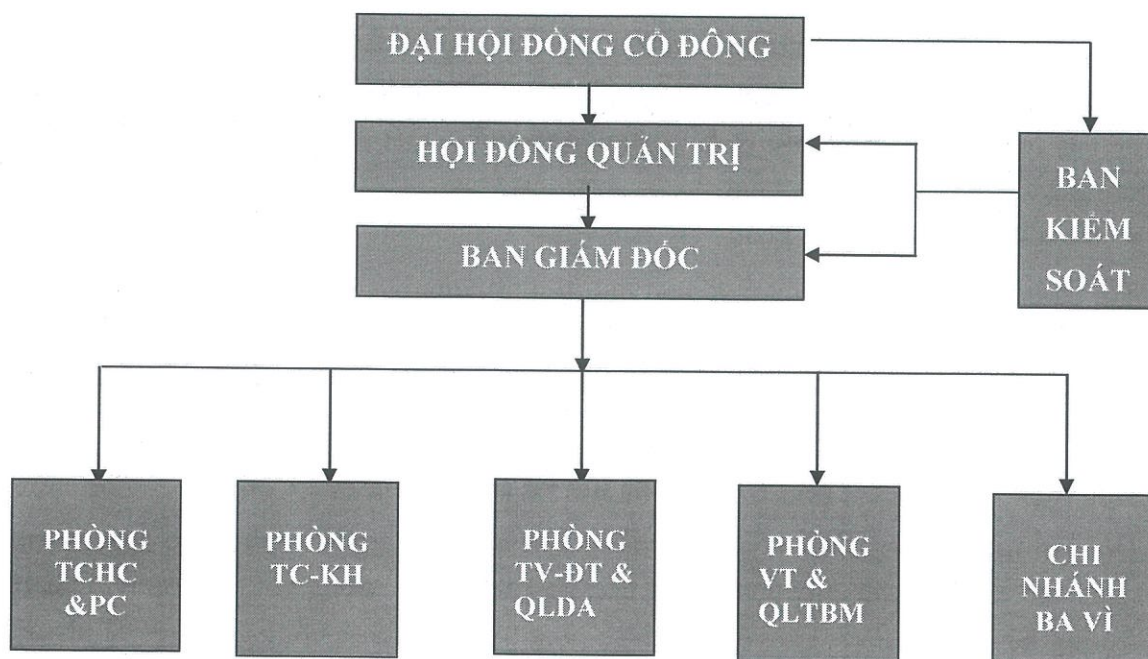 ĐẠI HỘI ĐỒNG CỔ ĐÔNG
HỘI ĐỒNG QUẢN TRỊ
BAN GIÁM ĐỐC
BAN
KIỂM
SOÁT
PHÒNG
TCHC
&PC
PHÒNG
TC-KH
PHÒNG
TV-ĐT &
QLDA
PHÒNG
VT &
QLTBM
CHI
NHÁNH
BA VÌ